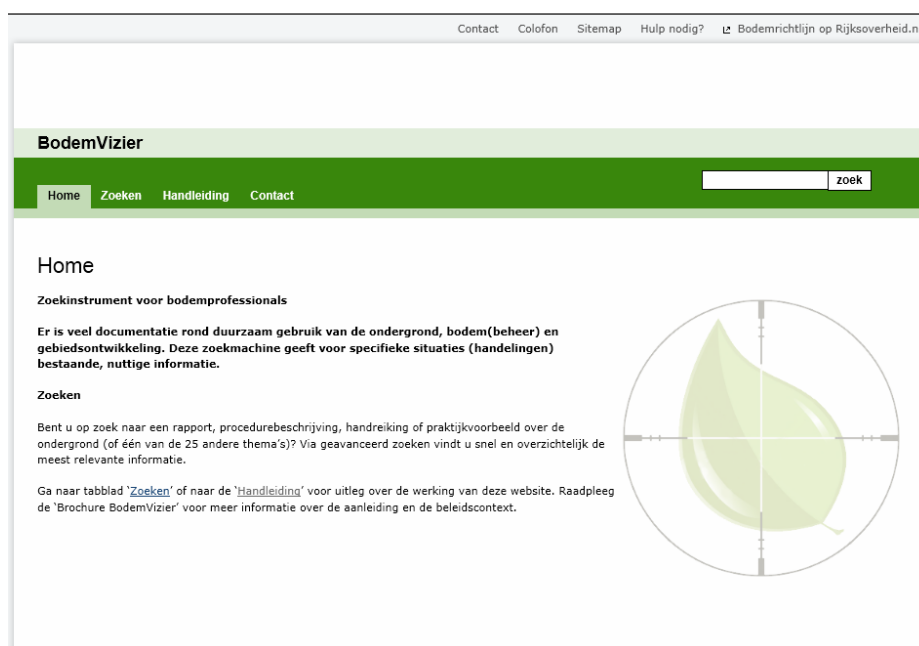 Contact Colofon Sitemap Hulp nodig? Bodemrichtlijn op Rijksoverheid.n
BodemVizier
zoek
Home Zoeken Handleiding Contact
Home
Zoekinstrument voor bodemprofessionals
Er is veel documentatie rond duurzaam gebruik van de ondergrond, bodem(beheer) en
gebiedsontwikkeling. Deze zoekmachine geeft voor specifieke situaties (handelingen)
bestaande, nuttige informatie.
Zoeken
Bent u op zoek naar een rapport, procedurebeschrijving, handreiking of praktijkvoorbeeld over de
ondergrond (of één van de 25 andere thema's)? Via geavanceerd zoeken vindt u snel en overzichtelijk de
meest relevante informatie.
Ga naar tabblad ‘Zoeken’ of naar de ‘Handleiding’ voor uitleg over de werking van deze website. Raadpleeg
de ‘Brochure BodemVizier’ voor meer informatie over de aanleiding en de beleidscontext.